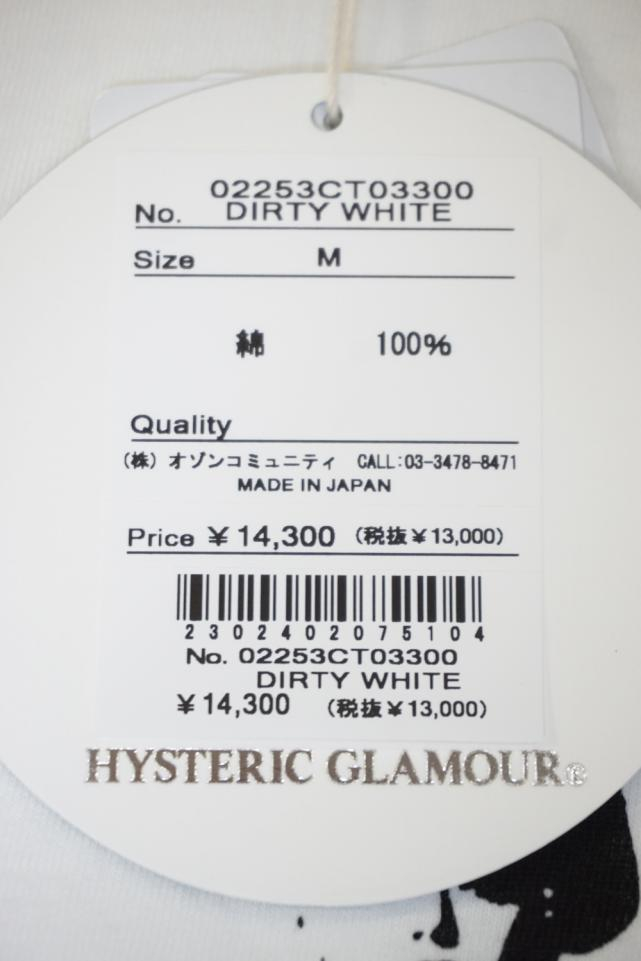 02253CT03300
No. DIRTY WHITE
Size M
綿 100%
Quality
(株) オゾンコミュニティ CALL:03-3478-8471
MADE IN JAPAN
Price ¥14,300 (税抜¥13,000)
2302402075104
No. 02253CT03300
DIRTY WHITE
¥14,300 (税抜¥13,000)
HYSTERIC GLAMOUR®